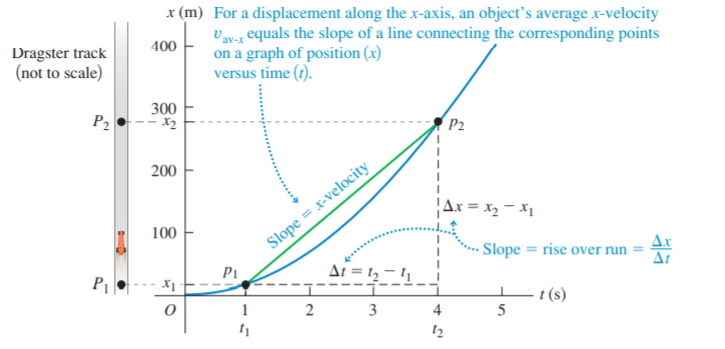 x (m)
For a displacement along the x-axis, an object's average x-velocity
υav-x equals the slope of a line connecting the corresponding points
on a graph of position (x)
versus time (t).
Dragster track
(not to scale)
400
300
P2
x2
p2
200
Slope = x-velocity
Δx = x2 − x1
100
Slope = rise over run = Δx
Δt
P1
x1
p1
Δt = t2 − t1
t (s)
O
1
2
3
4
5
t1
t2